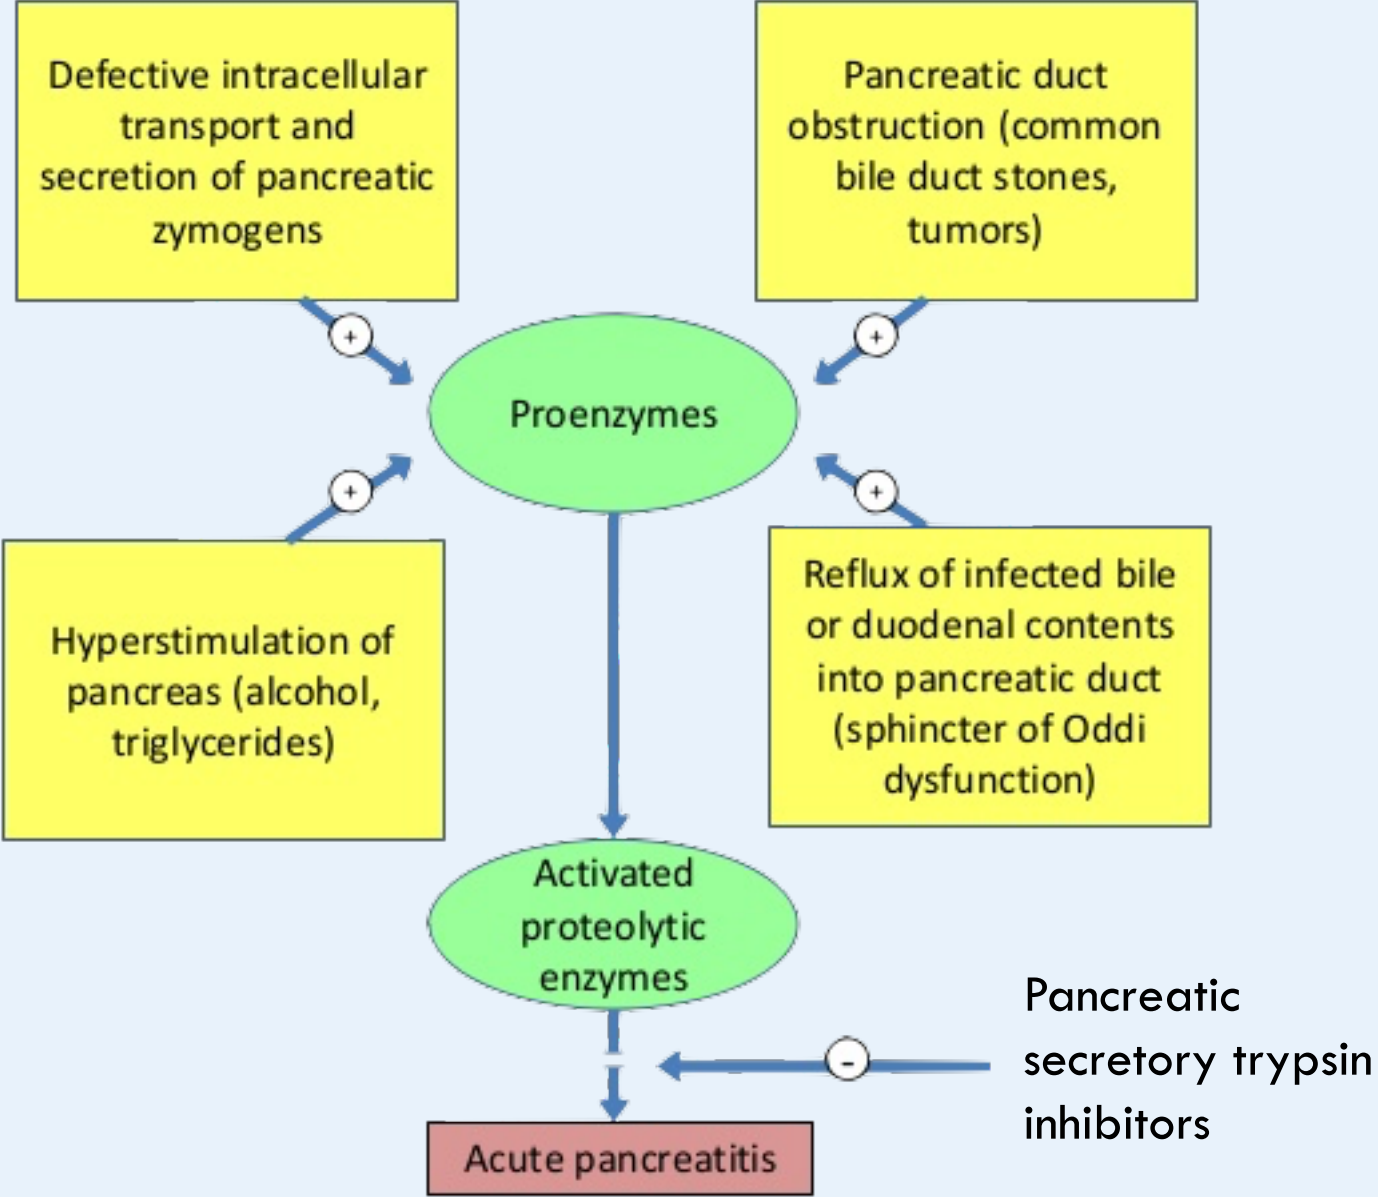 Defective intracellular
transport and
secretion of pancreatic
zymogens
Pancreatic duct
obstruction (common
bile duct stones,
tumors)
+
+
Proenzymes
+
+
Hyperstimulation of
pancreas (alcohol,
triglycerides)
Reflux of infected bile
or duodenal contents
into pancreatic duct
(sphincter of Oddi
dysfunction)
Activated
proteolytic
enzymes
Pancreatic
secretory trypsin
inhibitors
-
Acute pancreatitis